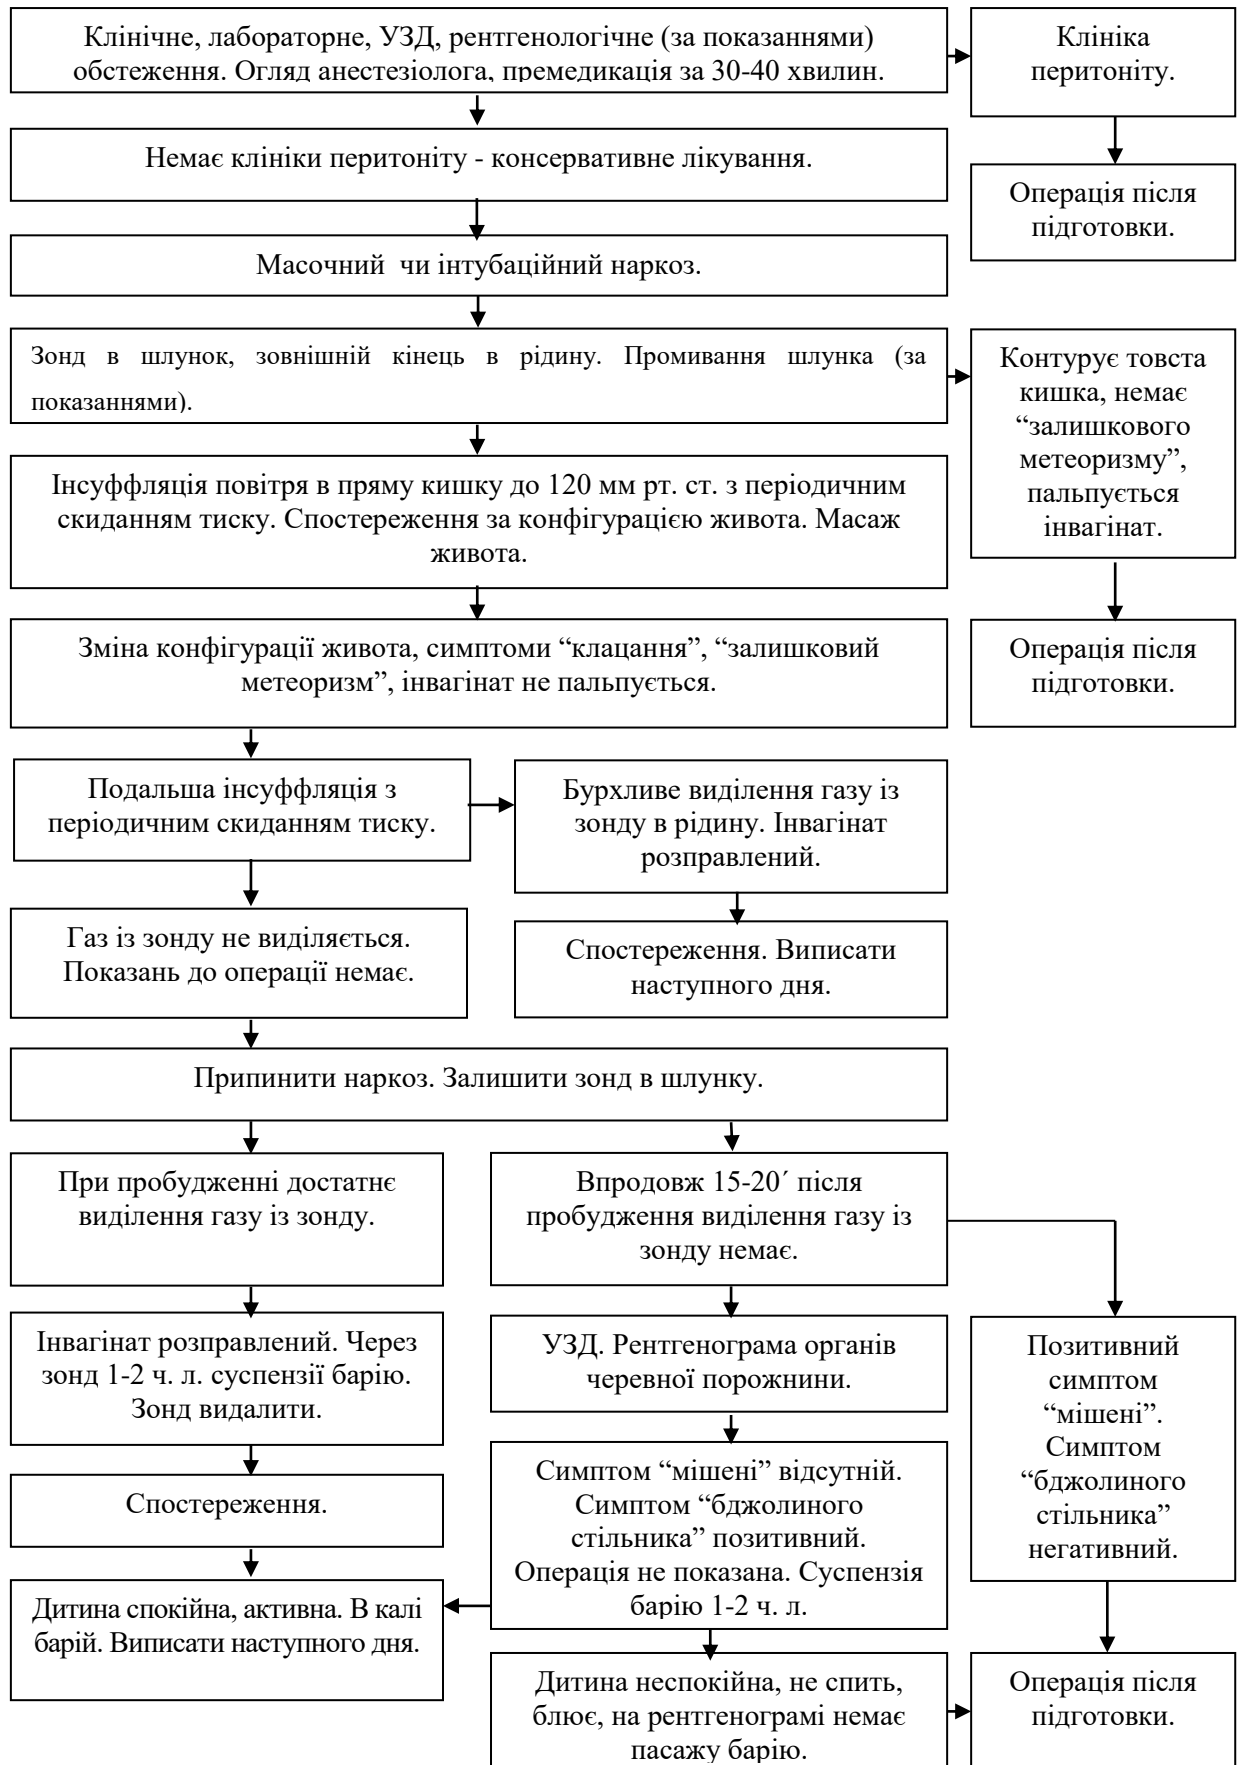 Клінічне, лабораторне, УЗД, рентгенологічне (за показаннями)
обстеження. Огляд анестезіолога, премедикація за 30-40 хвилин.
Клініка
перитоніту.
Немає клініки перитоніту - консервативне лікування.
Операція після
підготовки.
Масочний чи інтубаційний наркоз.
Зонд в шлунок, зовнішній кінець в рідину. Промивання шлунка (за
показаннями).
Контурує товста
кишка, немає
“залишкового
метеоризму”,
пальпується
інвагінат.
Інсуффляція повітря в пряму кишку до 120 мм рт. ст. з періодичним
скиданням тиску. Спостереження за конфігурацією живота. Масаж
живота.
Зміна конфігурації живота, симптоми “клацання”, “залишковий
метеоризм”, інвагінат не пальпується.
Операція після
підготовки.
Подальша інсуффляція з
періодичним скиданням тиску.
Бурхливе виділення газу із
зонду в рідину. Інвагінат
розправлений.
Газ із зонду не виділяється.
Показань до операції немає.
Спостереження. Виписати
наступного дня.
Припинити наркоз. Залишити зонд в шлунку.
При пробудженні достатнє
виділення газу із зонду.
Впродовж 15-20´ після
пробудження виділення газу із
зонду немає.
Інвагінат розправлений. Через
зонд 1-2 ч. л. суспензії барію.
Зонд видалити.
УЗД. Рентгенограма органів
черевної порожнини.
Позитивний
симптом
“мішені”.
Симптом
“бджолиного
стільника”
негативний.
Спостереження.
Симптом “мішені” відсутній.
Симптом “бджолиного
стільника” позитивний.
Операція не показана. Суспензія
барію 1-2 ч. л.
Дитина спокійна, активна. В калі
барій. Виписати наступного дня.
Дитина неспокійна, не спить,
блює, на рентгенограмі немає
пасажу барію.
Операція після
підготовки.